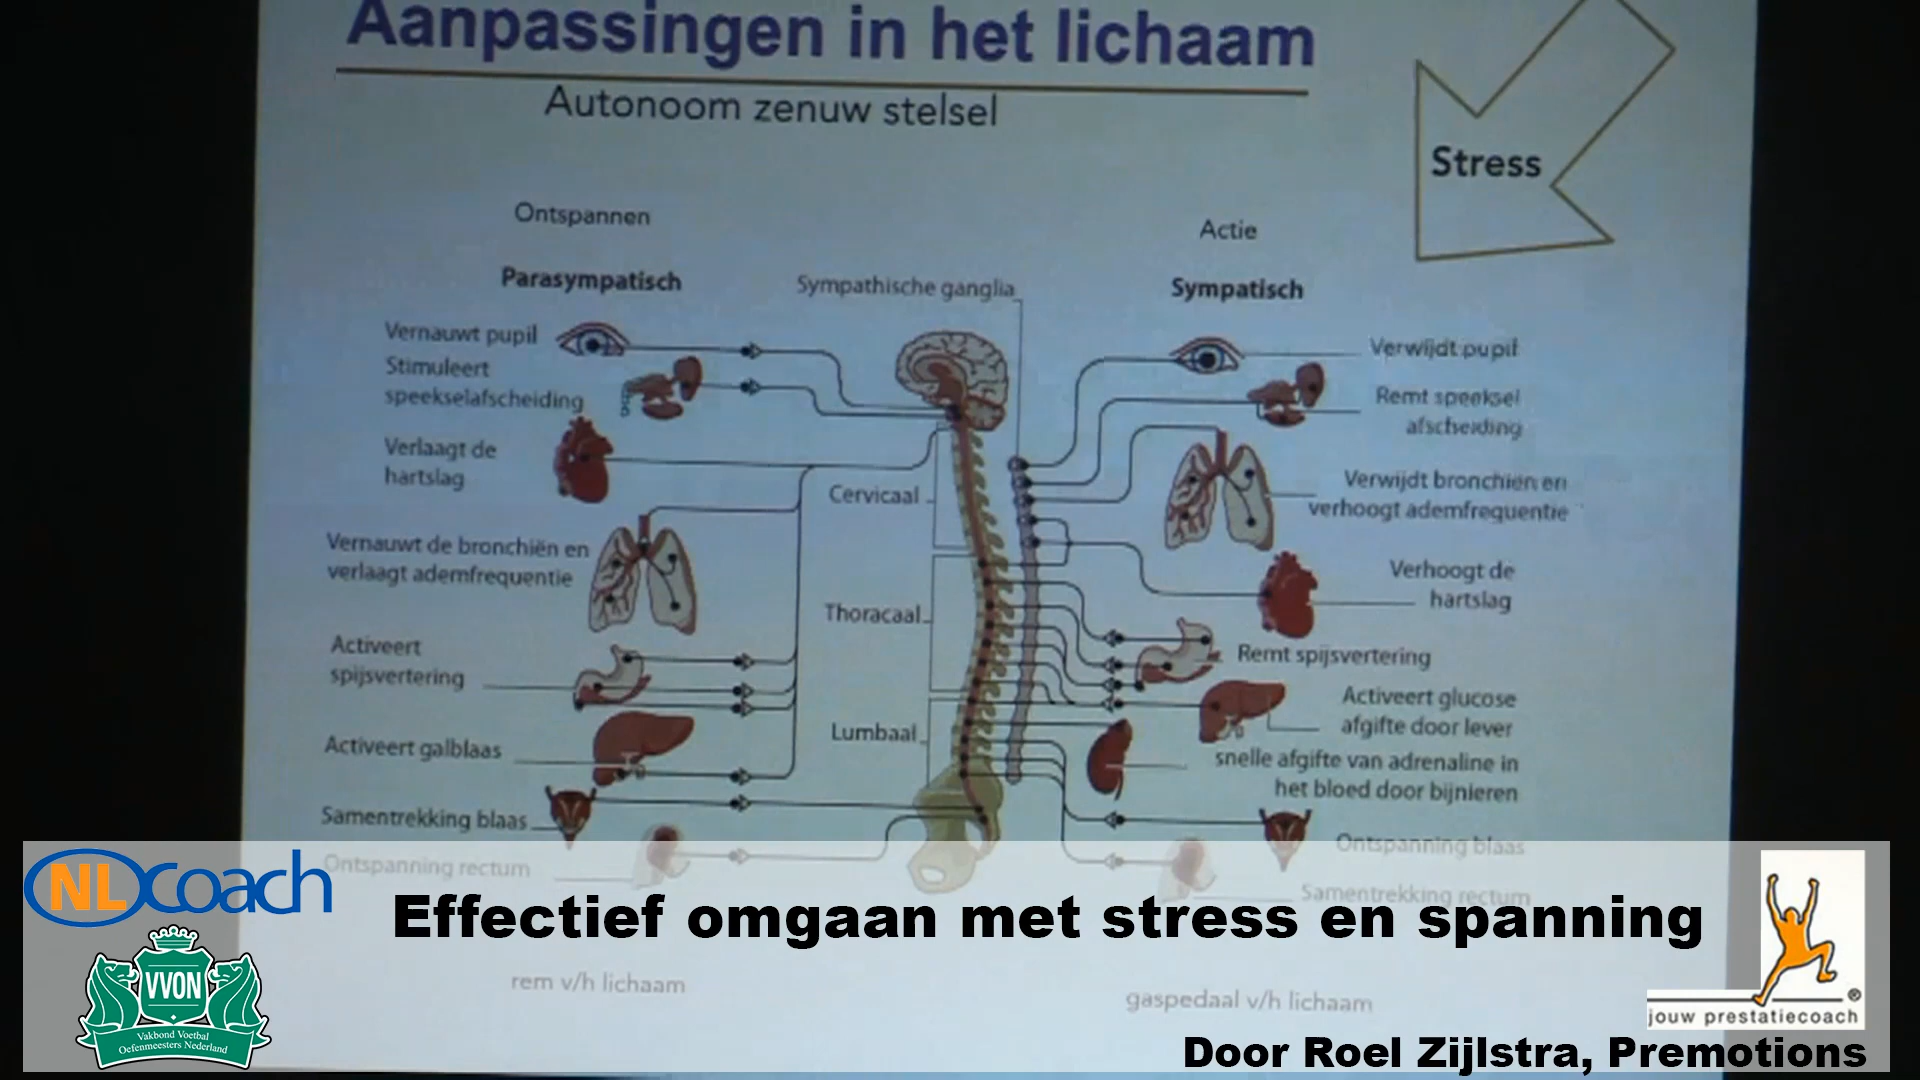 Aanpassingen in het lichaam
Autonoom zenuw stelsel
Stress
Ontspannen
Actie
Parasympatisch
Sympathische ganglia
Sympatisch
Vernauwt pupil
Stimuleert
speekselafscheiding
Verlaagt de
hartslag
Vernauwt de bronchiën en
verlaagt ademfrequentie
Activeert
spijsvertering
Activeert galblaas
Samentrekking blaas
Ontspanning rectum
Cervicaal
Thoracaal
Lumbaal
Verwijdt pupil
Remt speeksel
afscheiding
Verwijdt bronchiën en
verhoogt ademfrequentie
Verhoogt de
hartslag
Remt spijsvertering
Activeert glucose
afgifte door lever
snelle afgifte van adrenaline in
het bloed door bijnieren
Ontspanning blaas
Samentrekking rectum
NLcoach
Effectief omgaan met stress en spanning
rem v/h lichaam
gaspedaal v/h lichaam
VVON
Vakbond Voetbal
Oefenmeesters Nederland
®
jouw prestatiecoach
Door Roel Zijlstra, Premotions